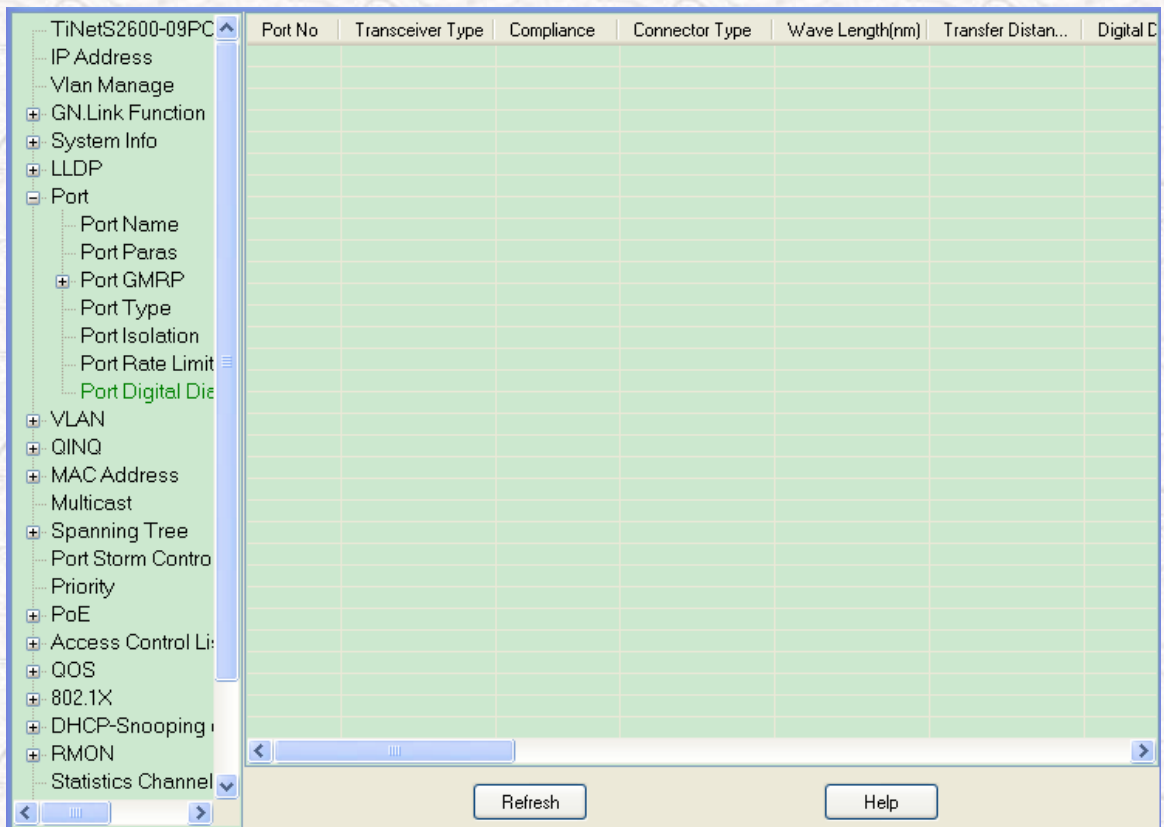 TiNetS2600-09PC
IP Address
Vlan Manage
GN.Link Function
System Info
LLDP
Port
Port Name
Port Paras
Port GMRP
Port Type
Port Isolation
Port Rate Limit
Port Digital Dia
VLAN
QINQ
MAC Address
Multicast
Spanning Tree
Port Storm Contro
Priority
PoE
Access Control Li
QOS
802.1X
DHCP-Snooping
RMON
Statistics Channel
Port No Transceiver Type Compliance Connector Type Wave Length(nm) Transfer Distan... Digital D
Refresh Help